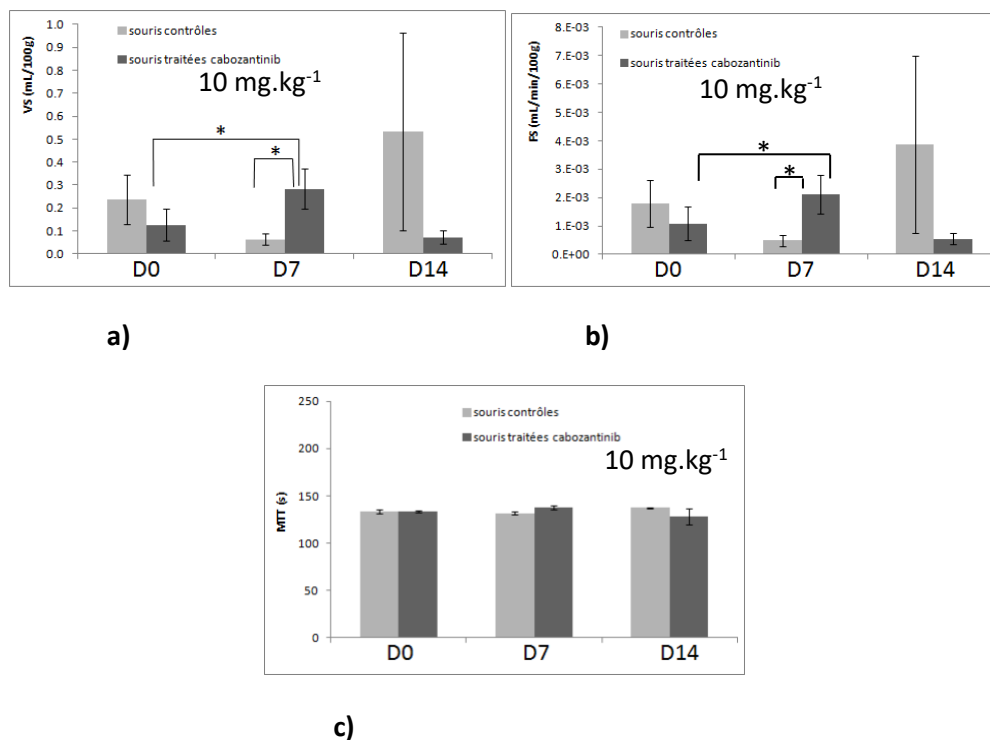 VS (mL/100g)
1.0
0.9
0.8
0.7
0.6
0.5
0.4
0.3
0.2
0.1
0.0
souris contrôles
souris traitées cabozantinib
10 mg.kg⁻¹
*
*
D0 D7 D14
a)
FS (mL/min/100g)
8.E-03
7.E-03
6.E-03
5.E-03
4.E-03
3.E-03
2.E-03
1.E-03
0.E+00
souris contrôles
souris traitées cabozantinib
10 mg.kg⁻¹
*
*
D0 D7 D14
b)
MTT (s)
250
200
150
100
50
0
souris contrôles
souris traitées cabozantinib
10 mg.kg⁻¹
D0 D7 D14
c)